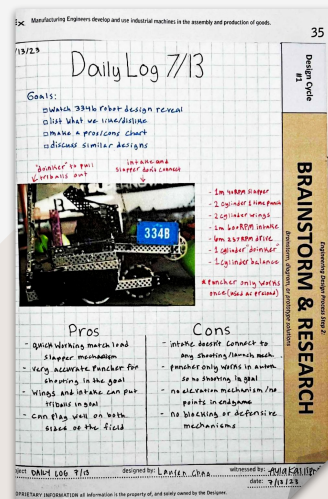 Manufacturing Engineers develop and use industrial machines in the assembly and production of goods.
35
/13/23
Daily Log 7/13
Design Cycle
#1
Goals:
watch 334B robot design reveal
list what we like/dislike
make a pros/cons chart
discuss similar designs
"drinker" to pull
triballs out
intake and
slapper don't connect
334B
- 1m 40RPM slapper
- 2 cylinder 1 time punch
- 2 cylinder wings
- 1m 600RPM intake
- 6m 257RPM drive
- 1 cylinder "drinker"
- 1 cylinder balance
* puncher only works
once (used as preload)
Engineering Design Process Step 2:
BRAINSTORM & RESEARCH
Brainstorm, diagram, or prototype solutions
Pros
- quick working match load
slapper mechanism
- very accurate puncher for
shooting in the goal
- wings and intake can put
triballs in goal
- can play well on both
sides of the field
Cons
- intake doesn't connect to
any shooting/launch mech.
- puncher only works in auton.
so no shooting in goal
- no elevation mechanism/no
points in endgame
- no blocking or defensive
mechanisms
ject DAILY LOG 7/13
designed by:
witnessed by:
date: 7/13/23
OPRIETARY INFORMATION all information is the property of, and solely owned by the Designee.